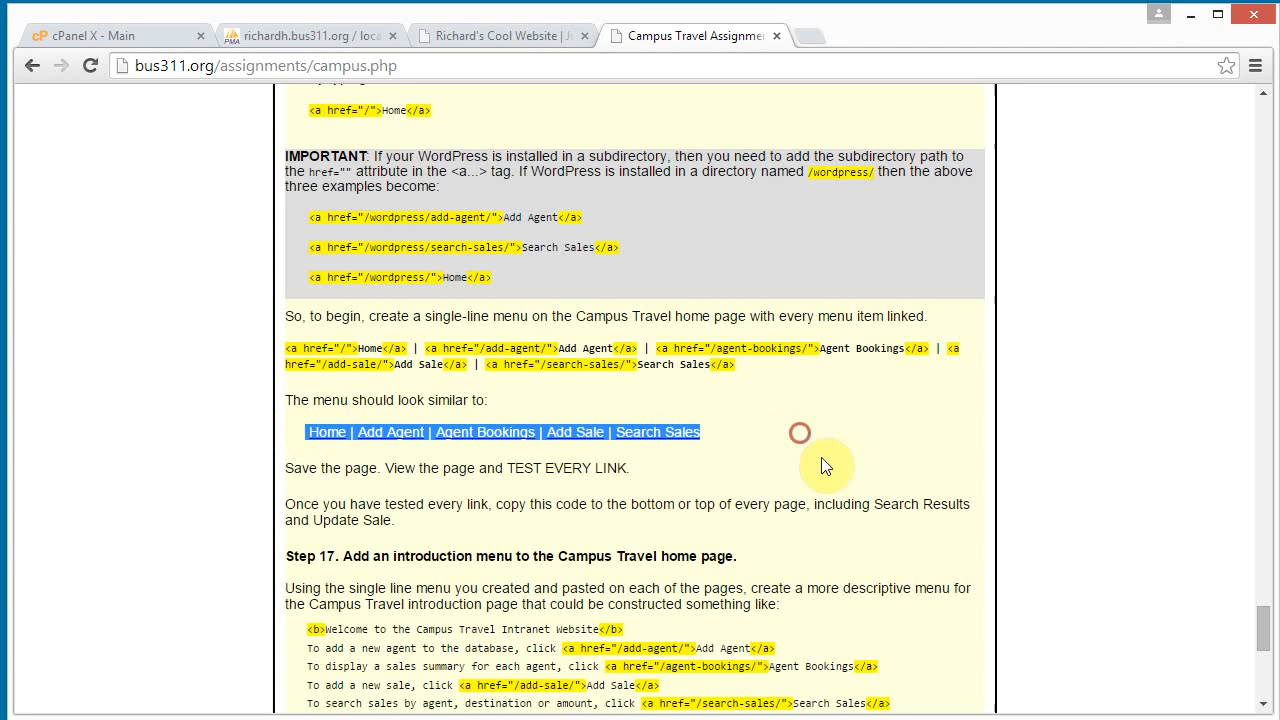 cPanel X - Main
richardh.bus311.org / loca
Richard's Cool Website | Ju
Campus Travel Assignme
bus311.org/assignments/campus.php
<a href="/">Home</a>
IMPORTANT: If your WordPress is installed in a subdirectory, then you need to add the subdirectory path to
the href="" attribute in the <a...> tag. If WordPress is installed in a directory named /wordpress/ then the above
three examples become:
<a href="/wordpress/add-agent/">Add Agent</a>
<a href="/wordpress/search-sales/">Search Sales</a>
<a href="/wordpress/">Home</a>
So, to begin, create a single-line menu on the Campus Travel home page with every menu item linked.
<a href="/">Home</a> | <a href="/add-agent/">Add Agent</a> | <a href="/agent-bookings/">Agent Bookings</a> | <a
href="/add-sale/">Add Sale</a> | <a href="/search-sales/">Search Sales</a>
The menu should look similar to:
Home | Add Agent | Agent Bookings | Add Sale | Search Sales
Save the page. View the page and TEST EVERY LINK.
Once you have tested every link, copy this code to the bottom or top of every page, including Search Results
and Update Sale.
Step 17. Add an introduction menu to the Campus Travel home page.
Using the single line menu you created and pasted on each of the pages, create a more descriptive menu for
the Campus Travel introduction page that could be constructed something like:
<b>Welcome to the Campus Travel Intranet Website</b>
To add a new agent to the database, click <a href="/add-agent/">Add Agent</a>
To display a sales summary for each agent, click <a href="/agent-bookings/">Agent Bookings</a>
To add a new sale, click <a href="/add-sale/">Add Sale</a>
To search sales by agent, destination or amount, click <a href="/search-sales/">Search Sales</a>